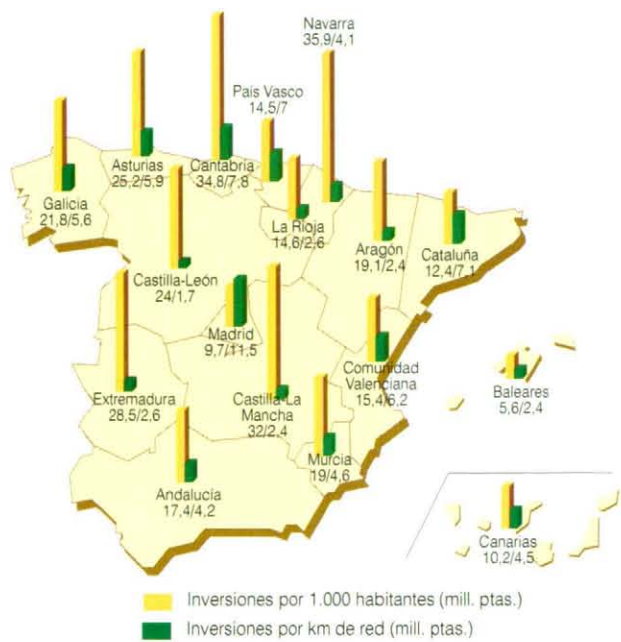 Navarra
35,9/4,1
País Vasco
14,5/7
Asturias
25,2/5,9
Cantabria
34,8/7,8
Galicia
21,8/5,6
La Rioja
14,6/2,6
Aragón
19,1/2,4
Cataluña
12,4/7,1
Castilla-León
24/1,7
Madrid
9,7/11,5
Extremadura
28,5/2,6
Castilla-La
Mancha
32/2,4
Comunidad
Valenciana
15,4/6,2
Baleares
5,6/2,4
Murcia
19/4,6
Andalucía
17,4/4,2
Canarias
10,2/4,5
Inversiones por 1.000 habitantes (mill. ptas.)
Inversiones por km de red (mill. ptas.)